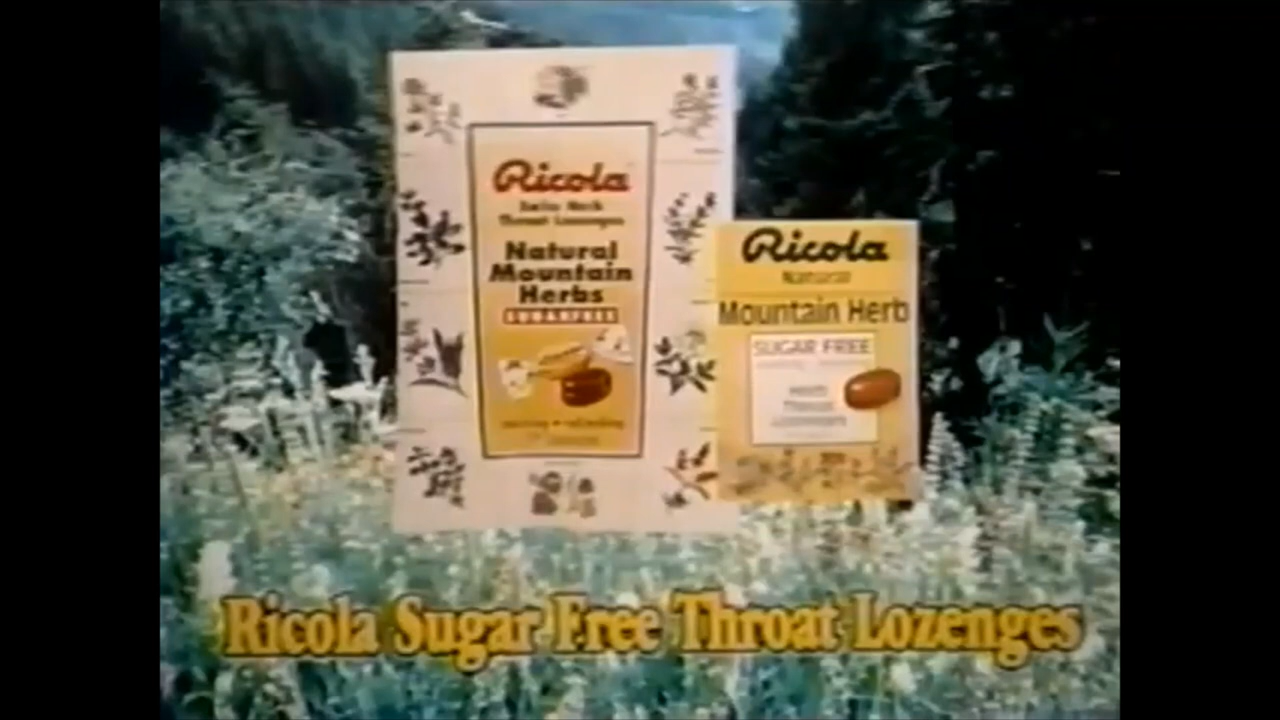 Ricola
Swiss Herb
Throat Lozenges
Natural
Mountain
Herbs
SUGARFREE
Ricola
Natural
Mountain Herb
SUGAR FREE
Ricola Sugar Free Throat Lozenges